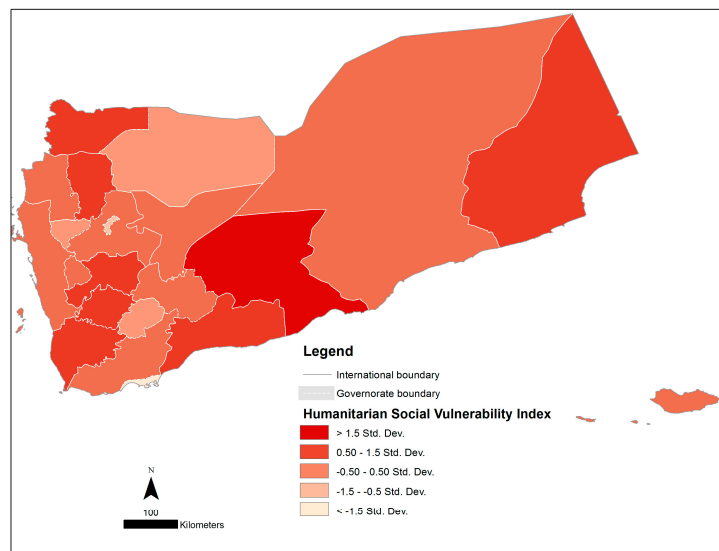 Legend
International boundary
Governorate boundary
Humanitarian Social Vulnerability Index
> 1.5 Std. Dev.
0.50 - 1.5 Std. Dev.
-0.50 - 0.50 Std. Dev.
-1.5 - -0.5 Std. Dev.
< -1.5 Std. Dev.
N
100
Kilometers